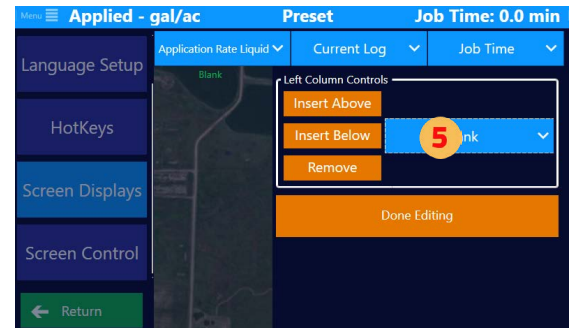 Menu Applied - gal/ac Preset Job Time: 0.0 min
Application Rate Liquid Current Log Job Time
Language Setup
Blank
Left Column Controls
Insert Above
HotKeys
Insert Below 5 nk
Remove
Screen Displays
Done Editing
Screen Control
Return